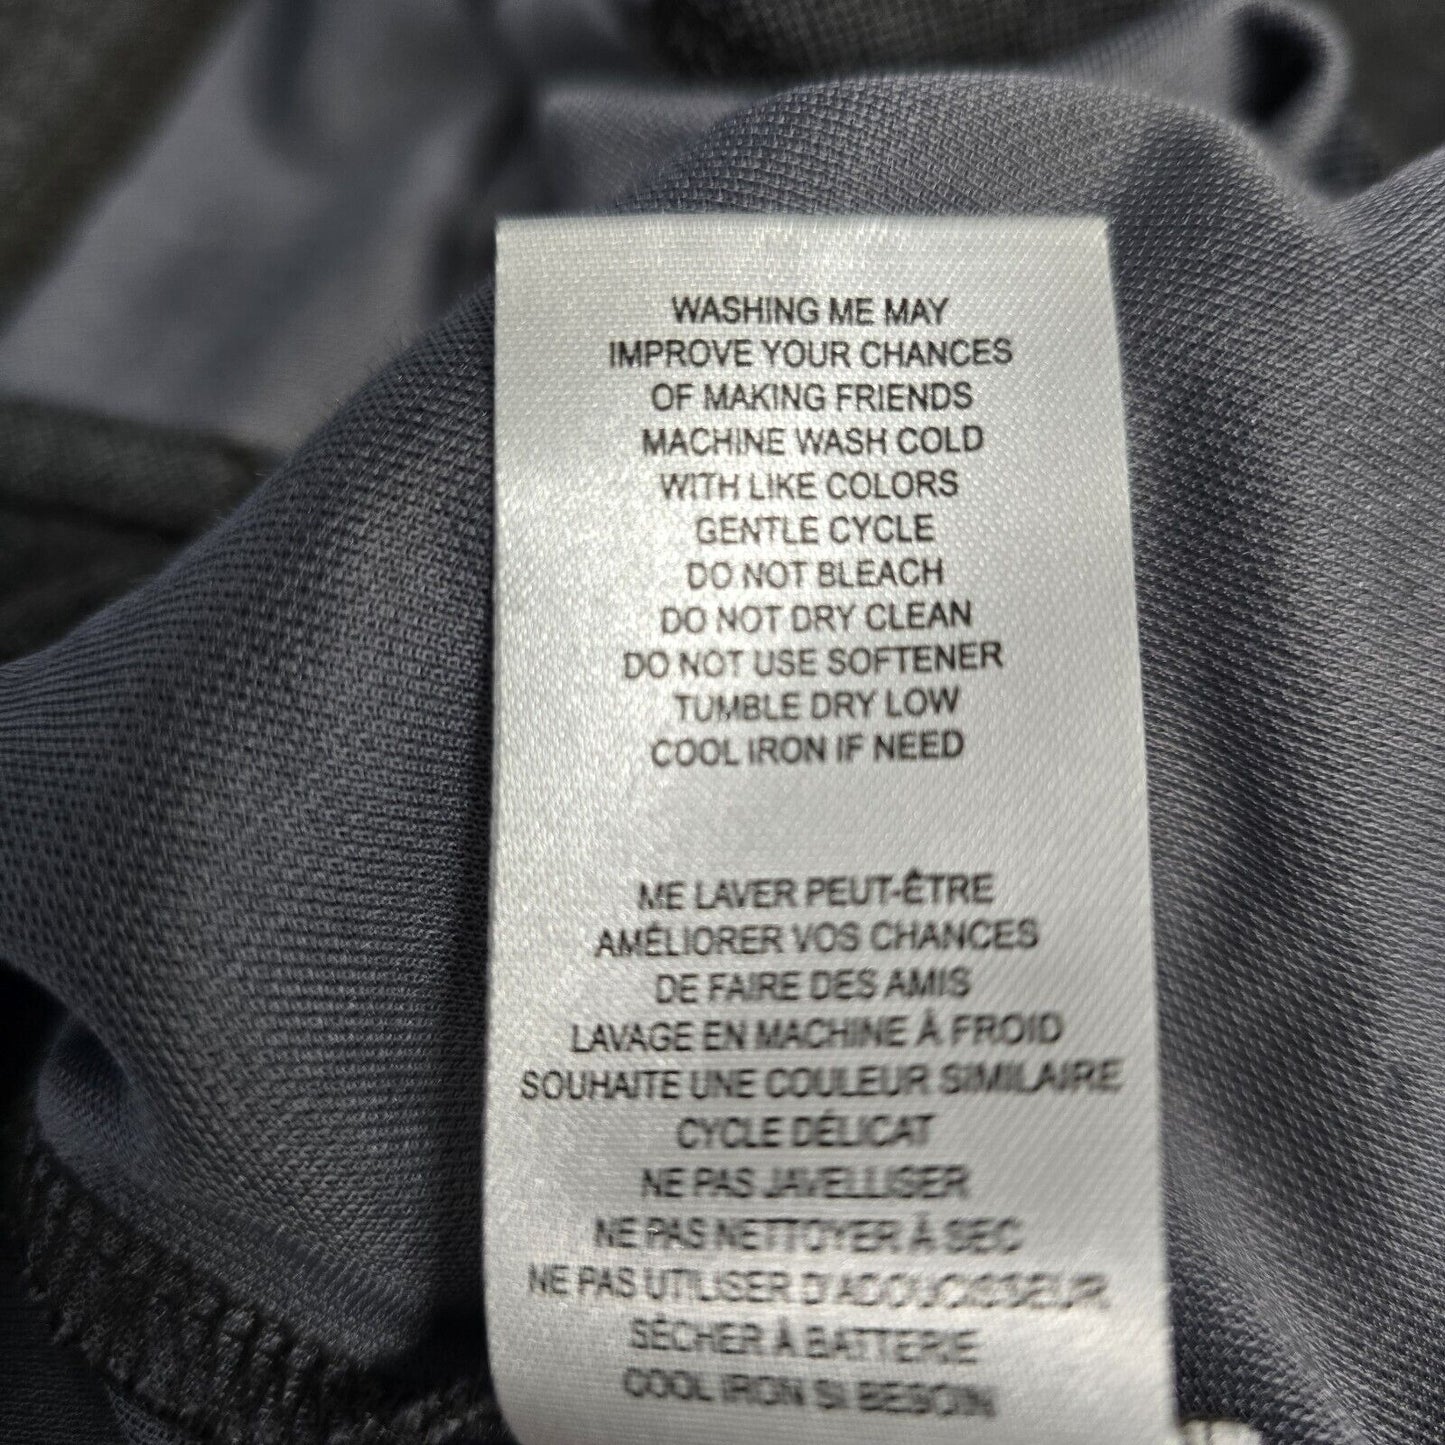 WASHING ME MAY
IMPROVE YOUR CHANCES
OF MAKING FRIENDS
MACHINE WASH COLD
WITH LIKE COLORS
GENTLE CYCLE
DO NOT BLEACH
DO NOT DRY CLEAN
DO NOT USE SOFTENER
TUMBLE DRY LOW
COOL IRON IF NEED
ME LAVER PEUT-ÊTRE
AMÉLIORER VOS CHANCES
DE FAIRE DES AMIS
LAVAGE EN MACHINE À FROID
SOUHAITE UNE COULEUR SIMILAIRE
CYCLE DÉLICAT
NE PAS JAVELLISER
NE PAS NETTOYER À SEC
NE PAS UTILISER D'ADOUCISSEUR
SÉCHER À BATTERIE
COOL IRON SI BESOIN